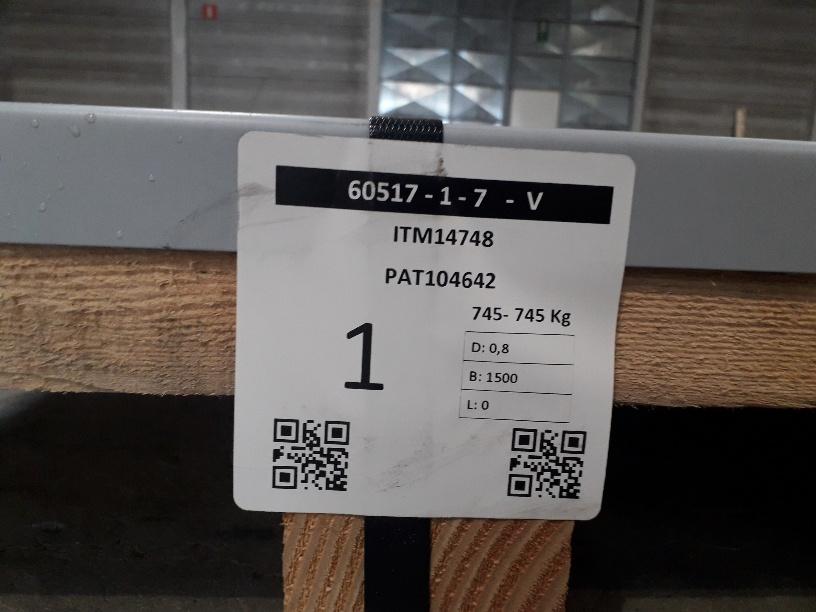 60517 - 1 - 7 - V
ITM14748
PAT104642
745- 745 Kg
1
D: 0,8
B: 1500
L: 0